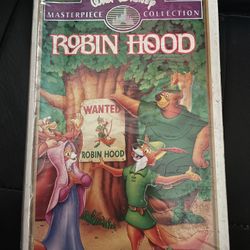 Walt Disney
MASTERPIECE COLLECTION
ROBIN HOOD
WANTED
ROBIN HOOD